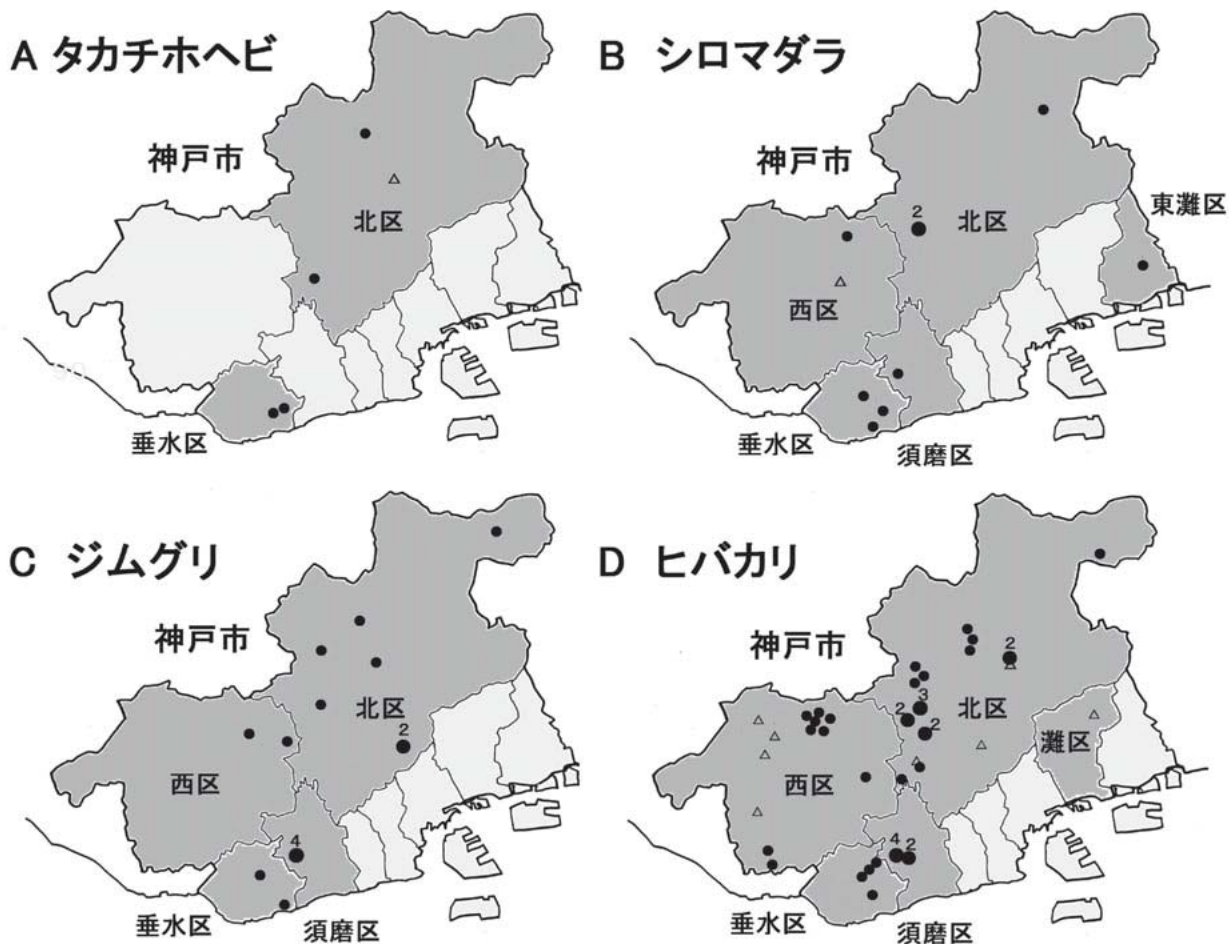 A タカチホヘビ
神戸市
北区
垂水区
B シロマダラ
神戸市
2
北区
東灘区
西区
垂水区
須磨区
C ジムグリ
神戸市
北区
2
西区
4
垂水区
須磨区
D ヒバカリ
神戸市
2
3
2
2
北区
灘区
西区
4
2
垂水区
須磨区